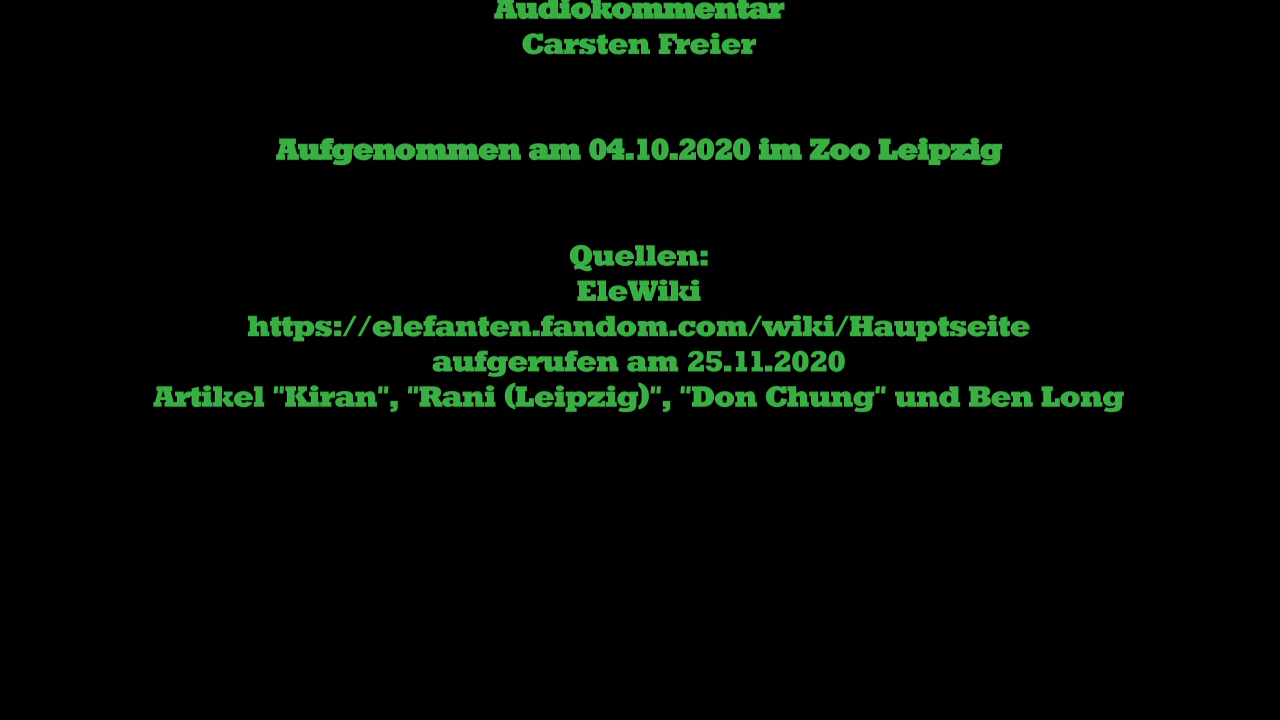 Audiokommentar
Carsten Freier
Aufgenommen am 04.10.2020 im Zoo Leipzig
Quellen:
EleWiki
https://elefanten.fandom.com/wiki/Hauptseite
aufgerufen am 25.11.2020
Artikel "Kiran", "Rani (Leipzig)", "Don Chung" und Ben Long